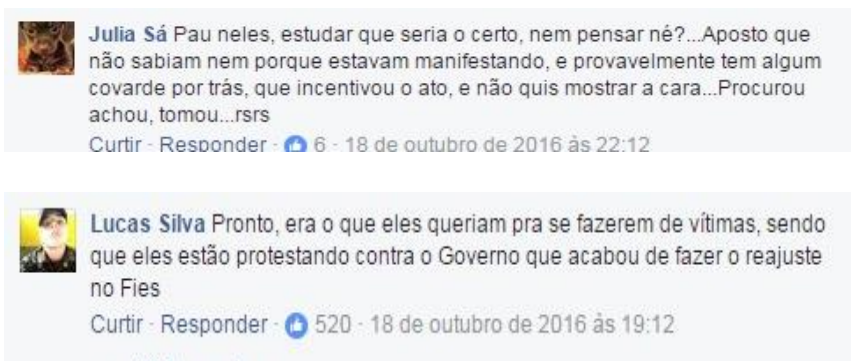 Julia Sá Pau neles, estudar que seria o certo, nem pensar né?...Aposto que
não sabiam nem porque estavam manifestando, e provavelmente tem algum
covarde por trás, que incentivou o ato, e não quis mostrar a cara...Procurou
achou, tomou...rsrs
Curtir · Responder · 6 · 18 de outubro de 2016 às 22:12
Lucas Silva Pronto, era o que eles queriam pra se fazerem de vítimas, sendo
que eles estão protestando contra o Governo que acabou de fazer o reajuste
no Fies
Curtir · Responder · 520 · 18 de outubro de 2016 às 19:12